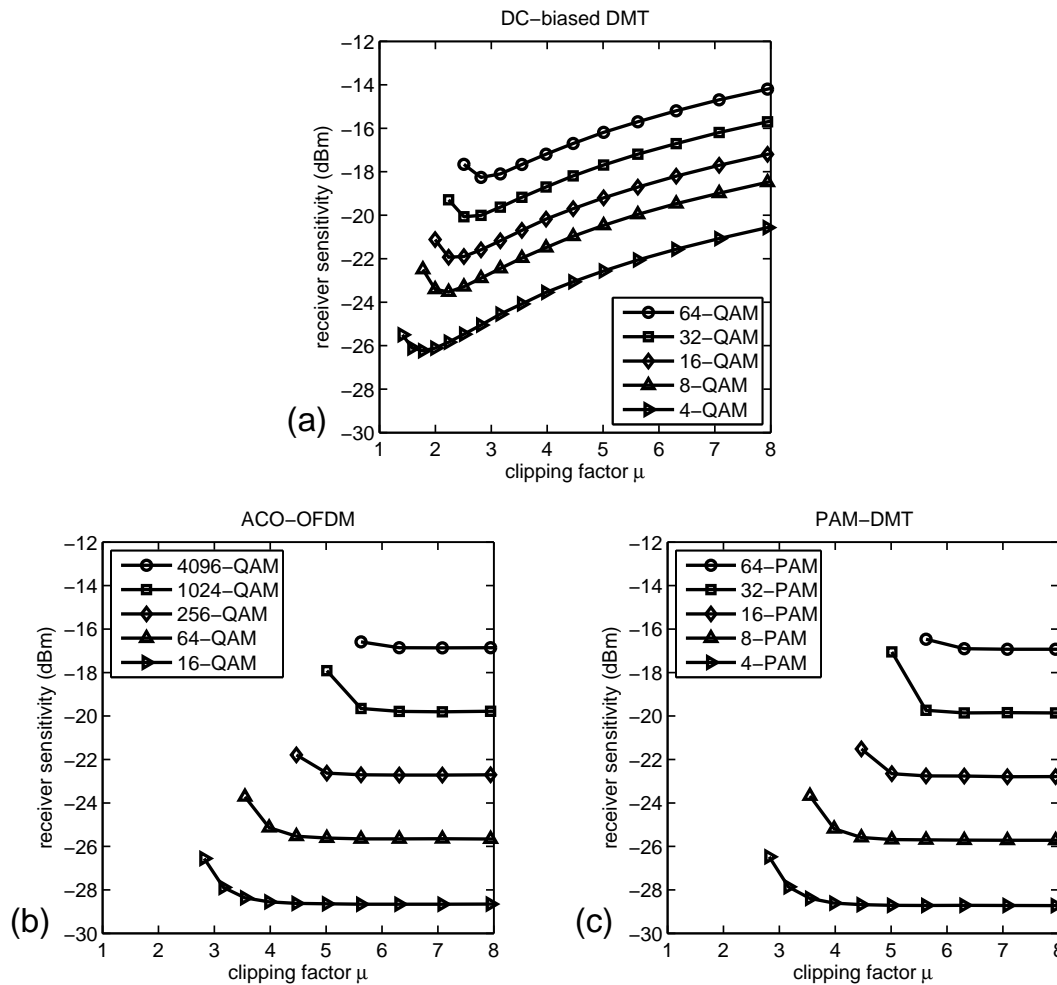 DC−biased DMT
−12
−14
−16
−18
−20
−22
−24
−26
−28
−30
receiver sensitivity (dBm)
64−QAM
32−QAM
16−QAM
8−QAM
4−QAM
1 2 3 4 5 6 7 8
clipping factor μ
(a)
ACO−OFDM
−12
−14
−16
−18
−20
−22
−24
−26
−28
−30
receiver sensitivity (dBm)
4096−QAM
1024−QAM
256−QAM
64−QAM
16−QAM
1 2 3 4 5 6 7 8
clipping factor μ
(b)
PAM−DMT
−12
−14
−16
−18
−20
−22
−24
−26
−28
−30
receiver sensitivity (dBm)
64−PAM
32−PAM
16−PAM
8−PAM
4−PAM
1 2 3 4 5 6 7 8
clipping factor μ
(c)